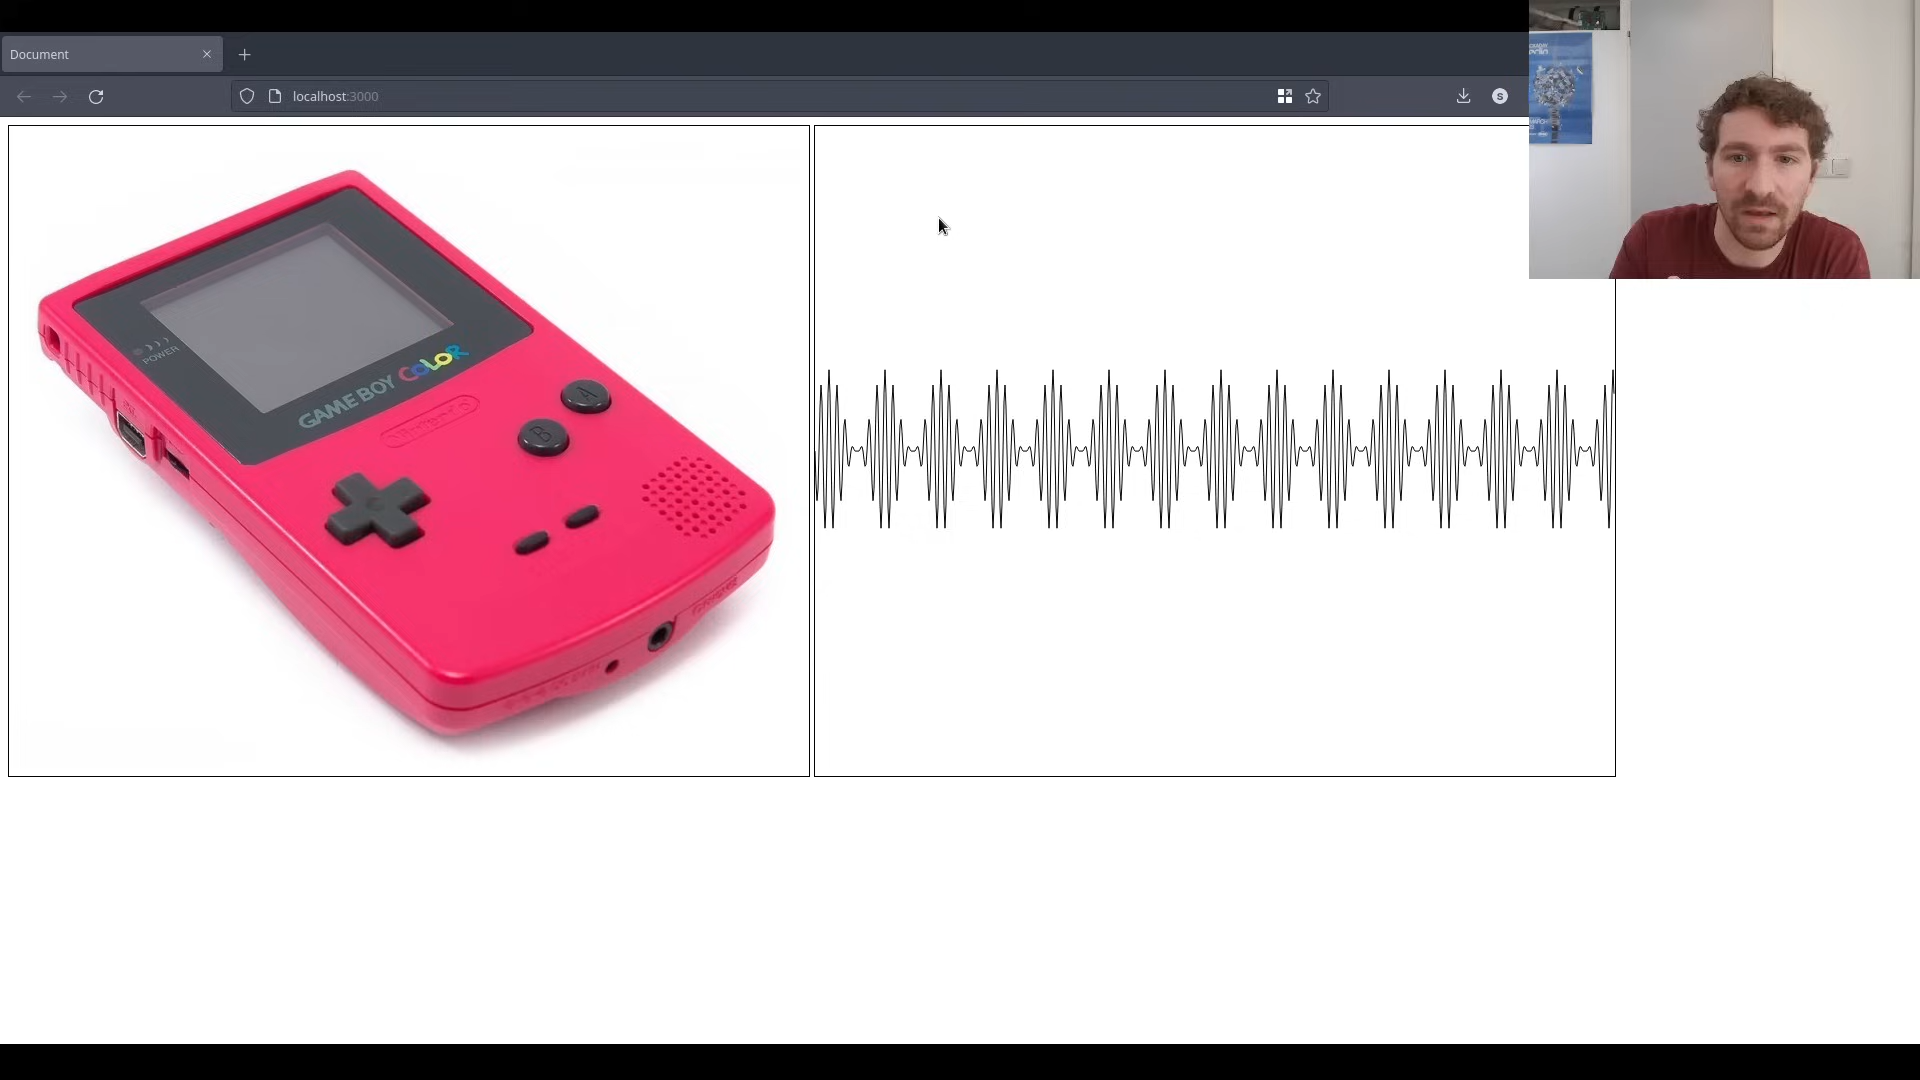 Document
localhost:3000
S
POWER
GAME BOY COLOR
Nintendo
A
B